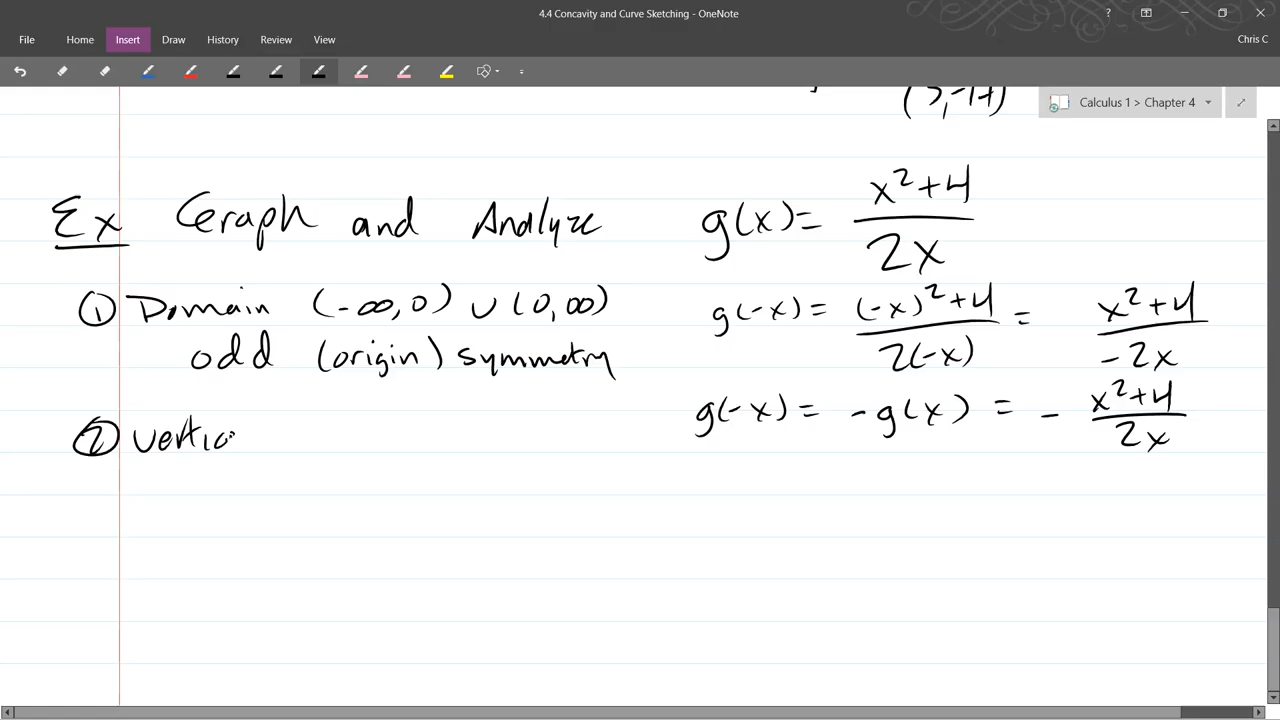 4.4 Concavity and Curve Sketching - OneNote
File Home Insert Draw History Review View
Chris C
Calculus 1 > Chapter 4
Ex Graph and Analyze g(x) = x²+4 / 2x
① Domain (-∞,0) ∪ (0,∞) g(-x) = (-x)²+4 / 2(-x) = x²+4 / -2x
odd (origin) symmetry
g(-x) = -g(x) = - x²+4 / 2x
② Vertic